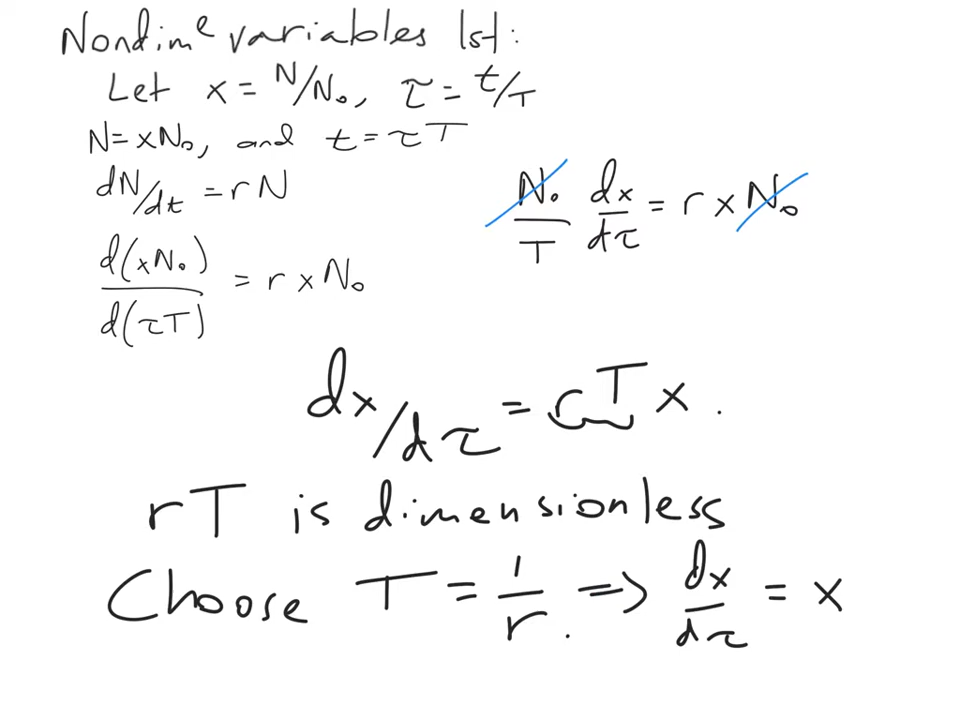 Nondimᵉ variables 1st:
Let x = N/N₀, τ = t/T
N = xN₀, and t = τT
dN/dt = rN
d(xN₀)/d(τT) = r x N₀
N₀/T dx/dτ = r x N₀
dx/dτ = rT x .
rT is dimensionless
Choose T = 1/r . => dx/dτ = x